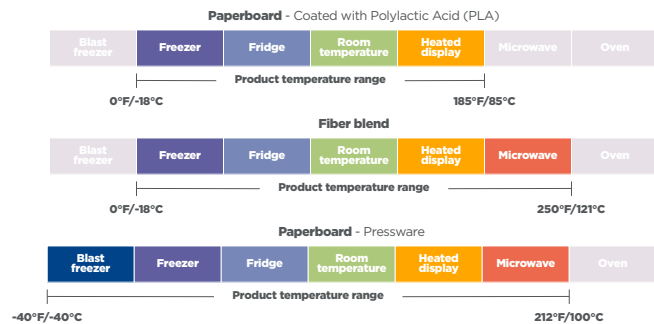 Paperboard - Coated with Polylactic Acid (PLA)
Blast freezer Freezer Fridge Room temperature Heated display Microwave Oven
Product temperature range
0°F/-18°C 185°F/85°C
Fiber blend
Blast freezer Freezer Fridge Room temperature Heated display Microwave Oven
Product temperature range
0°F/-18°C 250°F/121°C
Paperboard - Pressware
Blast freezer Freezer Fridge Room temperature Heated display Microwave Oven
Product temperature range
-40°F/-40°C 212°F/100°C